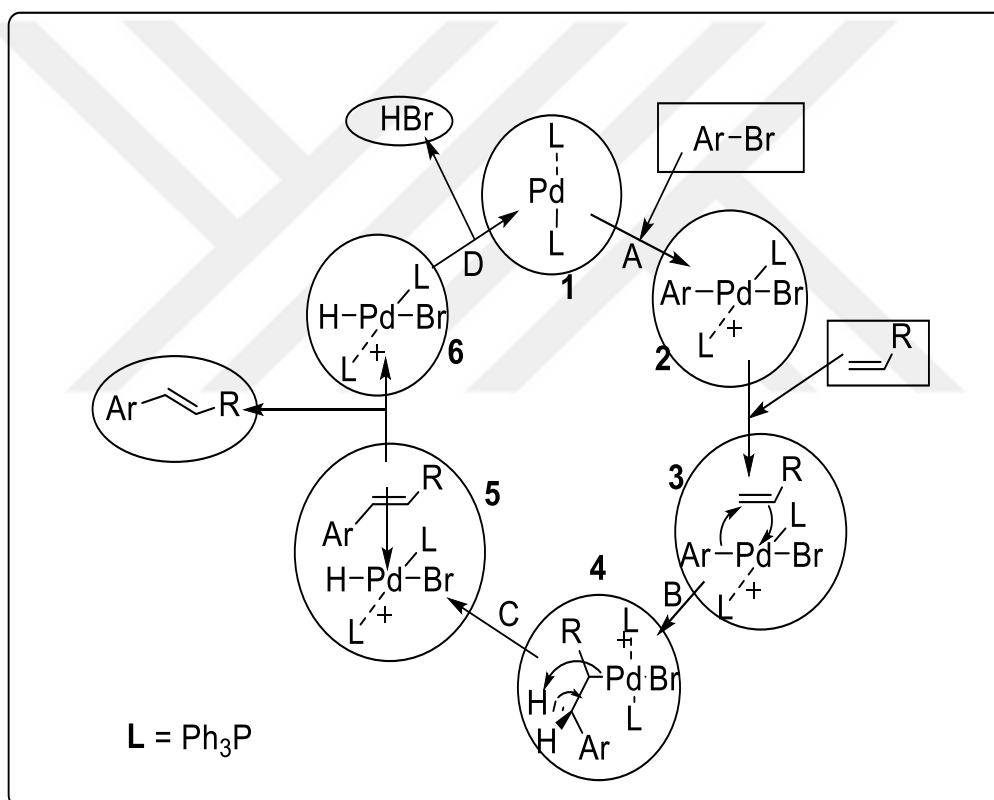 HBr
L
Pd
L
1
Ar-Br
A
L
Ar-Pd-Br
L +
2
R
3
R
L
Ar-Pd-Br
L +
B
4
L
R +
Pd Br
H L
H Ar
C
5
R
Ar
L
H-Pd-Br
L +
Ar R
L
H-Pd-Br
L +
6
D
L = Ph₃P